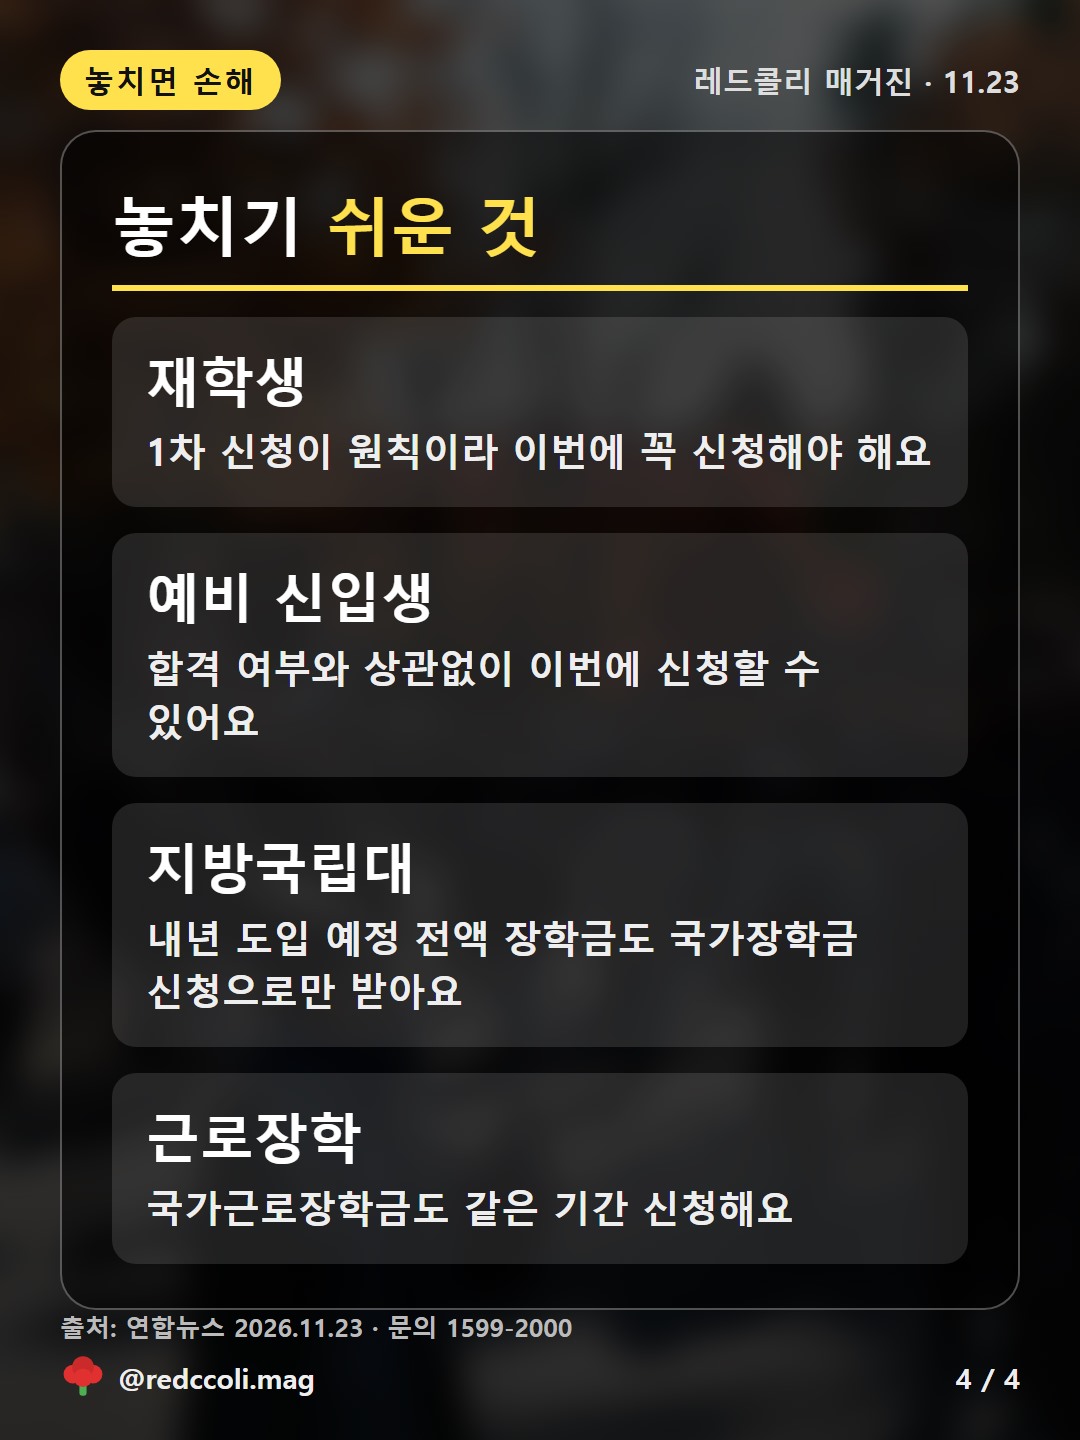 놓치면 손해
레드콜리 매거진 · 11.23
놓치기 쉬운 것
재학생
1차 신청이 원칙이라 이번에 꼭 신청해야 해요
예비 신입생
합격 여부와 상관없이 이번에 신청할 수
있어요
지방국립대
내년 도입 예정 전액 장학금도 국가장학금
신청으로만 받아요
근로장학
국가근로장학금도 같은 기간 신청해요
출처: 연합뉴스 2026.11.23 · 문의 1599-2000
@redccoli.mag
4 / 4